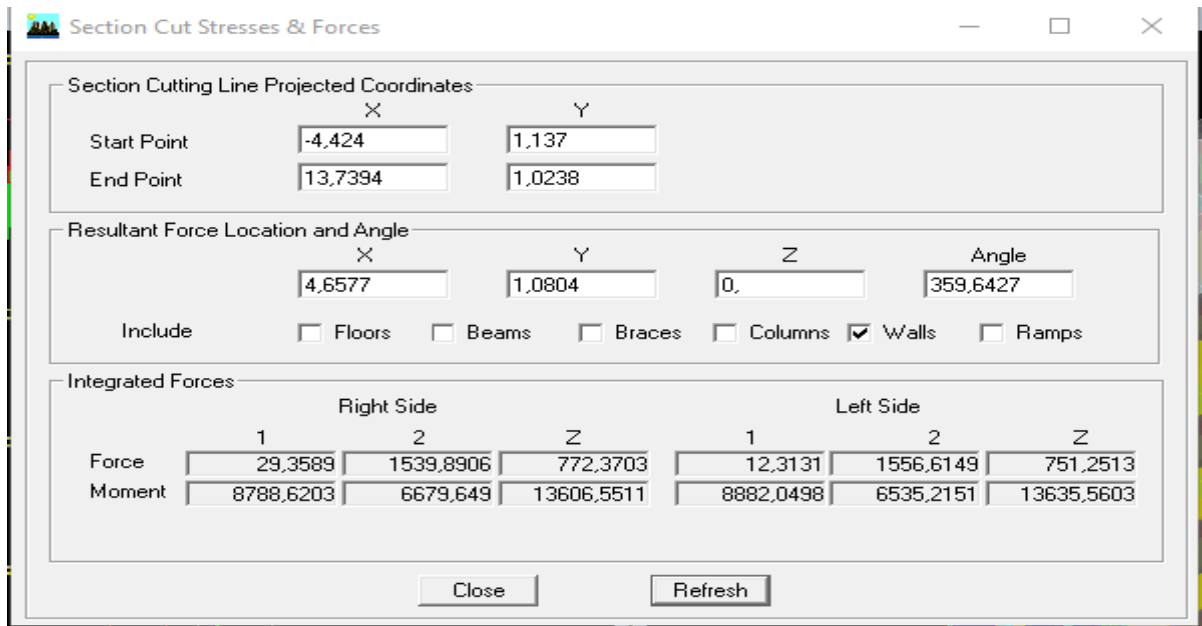 Section Cut Stresses & Forces
Section Cutting Line Projected Coordinates
X Y
Start Point -4,424 1,137
End Point 13,7394 1,0238
Resultant Force Location and Angle
X Y Z Angle
4,6577 1,0804 0, 359,6427
Include Floors Beams Braces Columns Walls Ramps
Integrated Forces
Right Side Left Side
1 2 Z 1 2 Z
Force 29,3589 1539,8906 772,3703 12,3131 1556,6149 751,2513
Moment 8788,6203 6679,649 13606,5511 8882,0498 6535,2151 13635,5603
Close Refresh